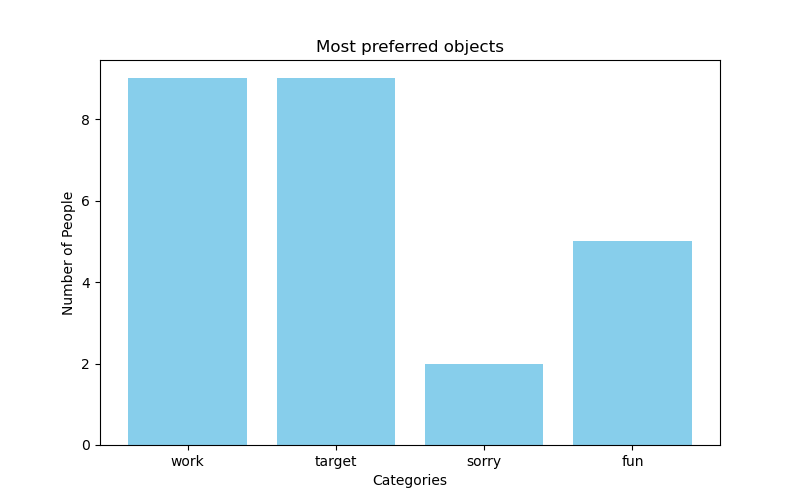 Most preferred objects
Number of People
8
6
4
2
0
work target sorry fun
Categories